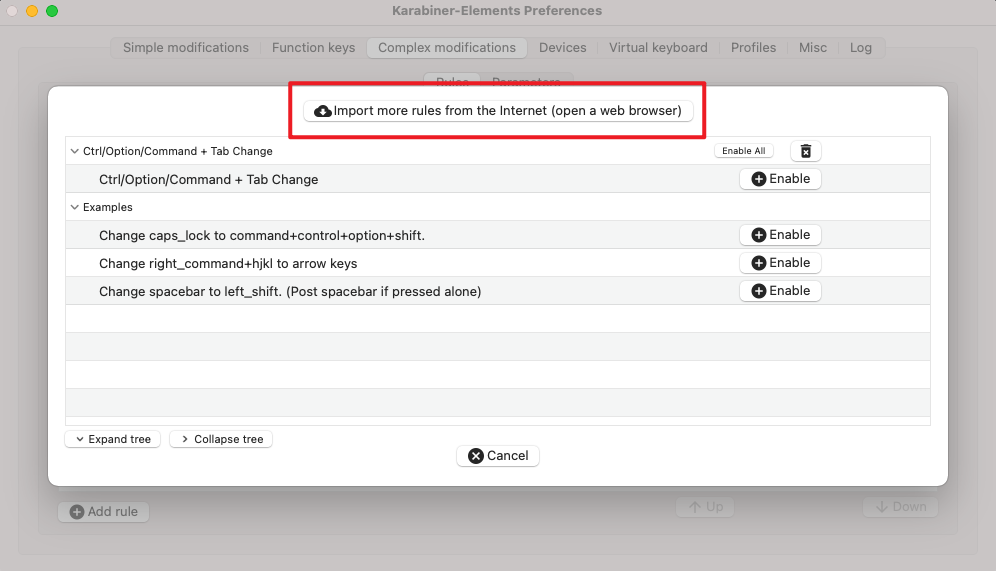 Karabiner-Elements Preferences
Simple modifications Function keys Complex modifications Devices Virtual keyboard Profiles Misc Log
Rules Parameters
Import more rules from the Internet (open a web browser)
Ctrl/Option/Command + Tab Change Enable All
Ctrl/Option/Command + Tab Change Enable
Examples
Change caps_lock to command+control+option+shift. Enable
Change right_command+hjkl to arrow keys Enable
Change spacebar to left_shift. (Post spacebar if pressed alone) Enable
Expand tree Collapse tree
Cancel
Add rule Up Down